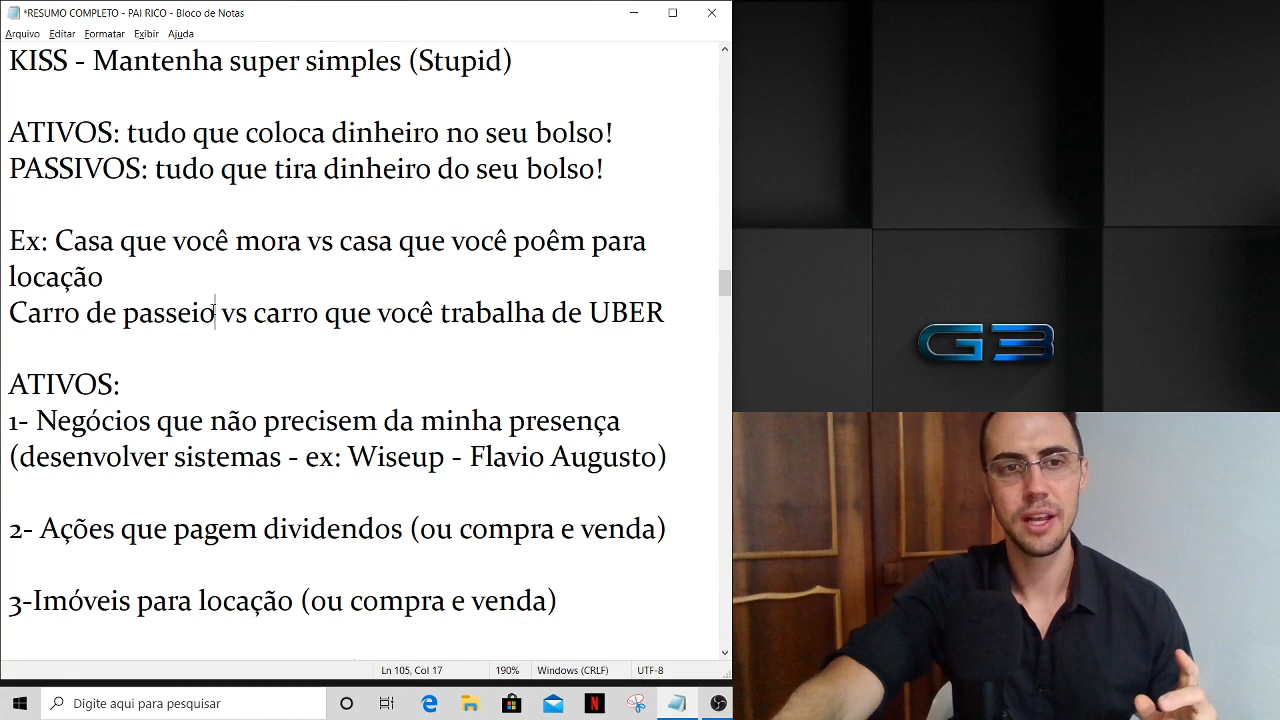 *RESUMO COMPLETO - PAI RICO - Bloco de Notas
Arquivo Editar Formatar Exibir Ajuda
KISS - Mantenha super simples (Stupid)
ATIVOS: tudo que coloca dinheiro no seu bolso!
PASSIVOS: tudo que tira dinheiro do seu bolso!
Ex: Casa que você mora vs casa que você poêm para
locação
Carro de passeio vs carro que você trabalha de UBER
ATIVOS:
1- Negócios que não precisem da minha presença
(desenvolver sistemas - ex: Wiseup - Flavio Augusto)
2- Ações que pagem dividendos (ou compra e venda)
3-Imóveis para locação (ou compra e venda)
Ln 105, Col 17 190% Windows (CRLF) UTF-8
Digite aqui para pesquisar
G3